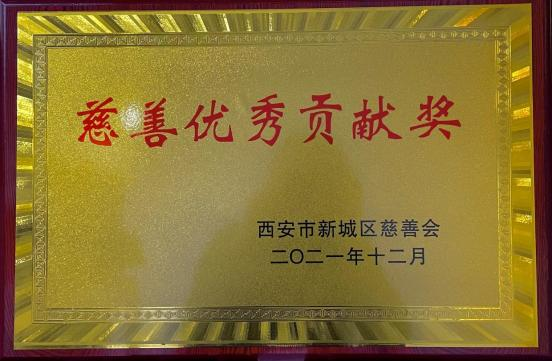 慈善优秀贡献奖
西安市新城区慈善会
二〇二一年十二月